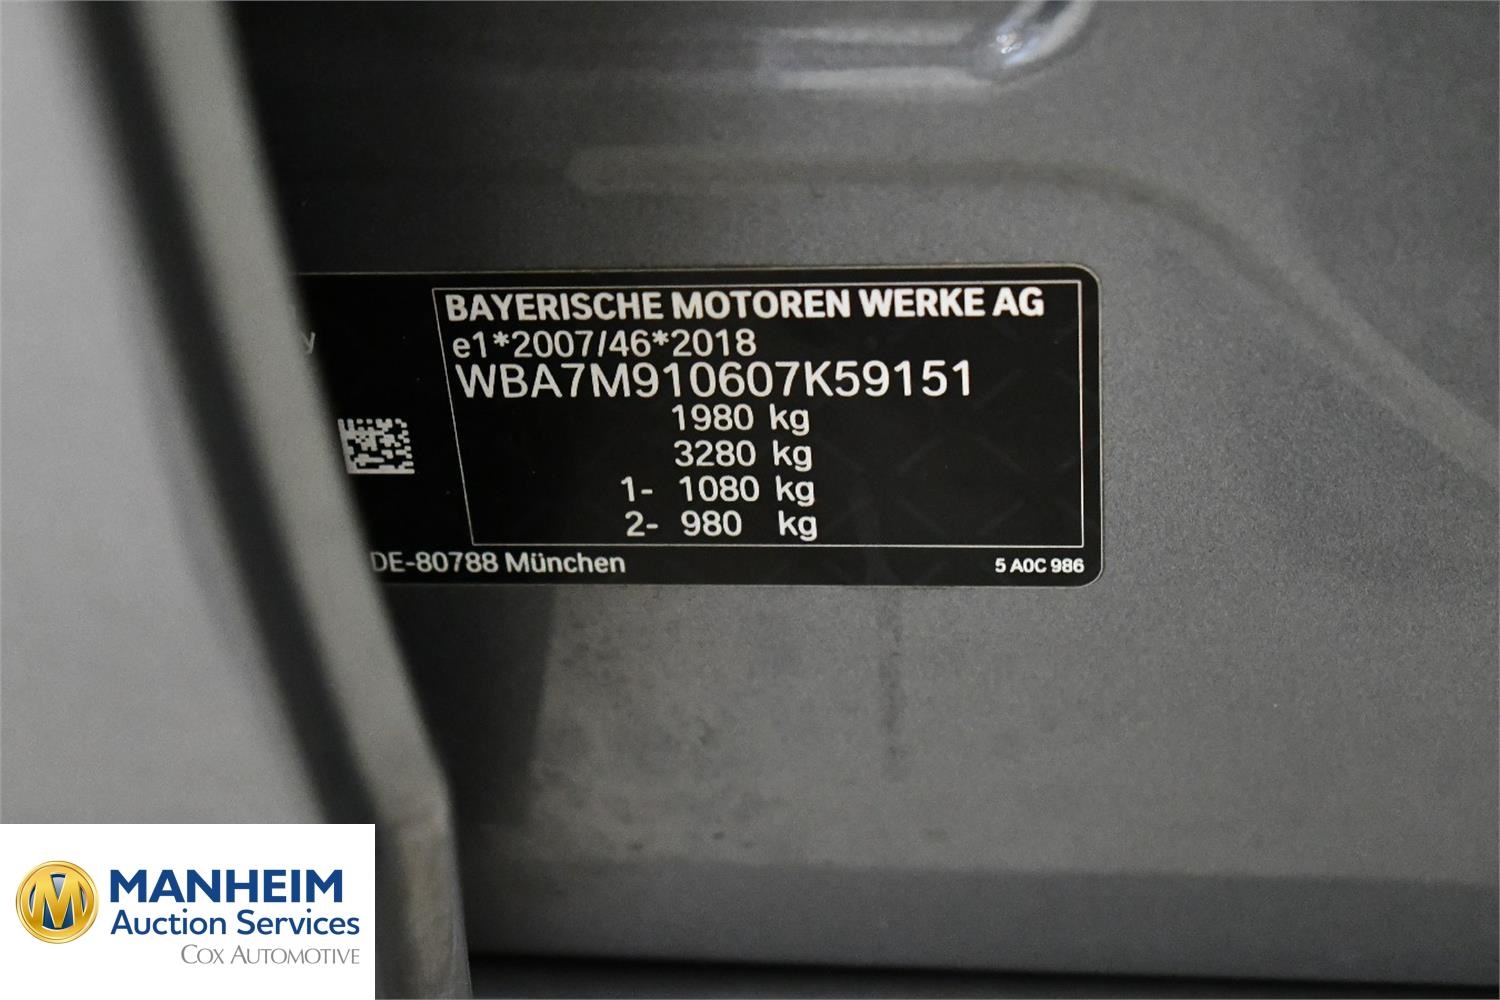 BAYERISCHE MOTOREN WERKE AG
e1*2007/46*2018
WBA7M910607K59151
1980 kg
3280 kg
1- 1080 kg
2- 980 kg
DE-80788 München
5 A0C 986
MANHEIM
Auction Services
COX AUTOMOTIVE